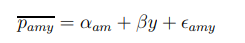 $\overline{p_{amy}} = \alpha_{am} + \beta y + \epsilon_{amy}$